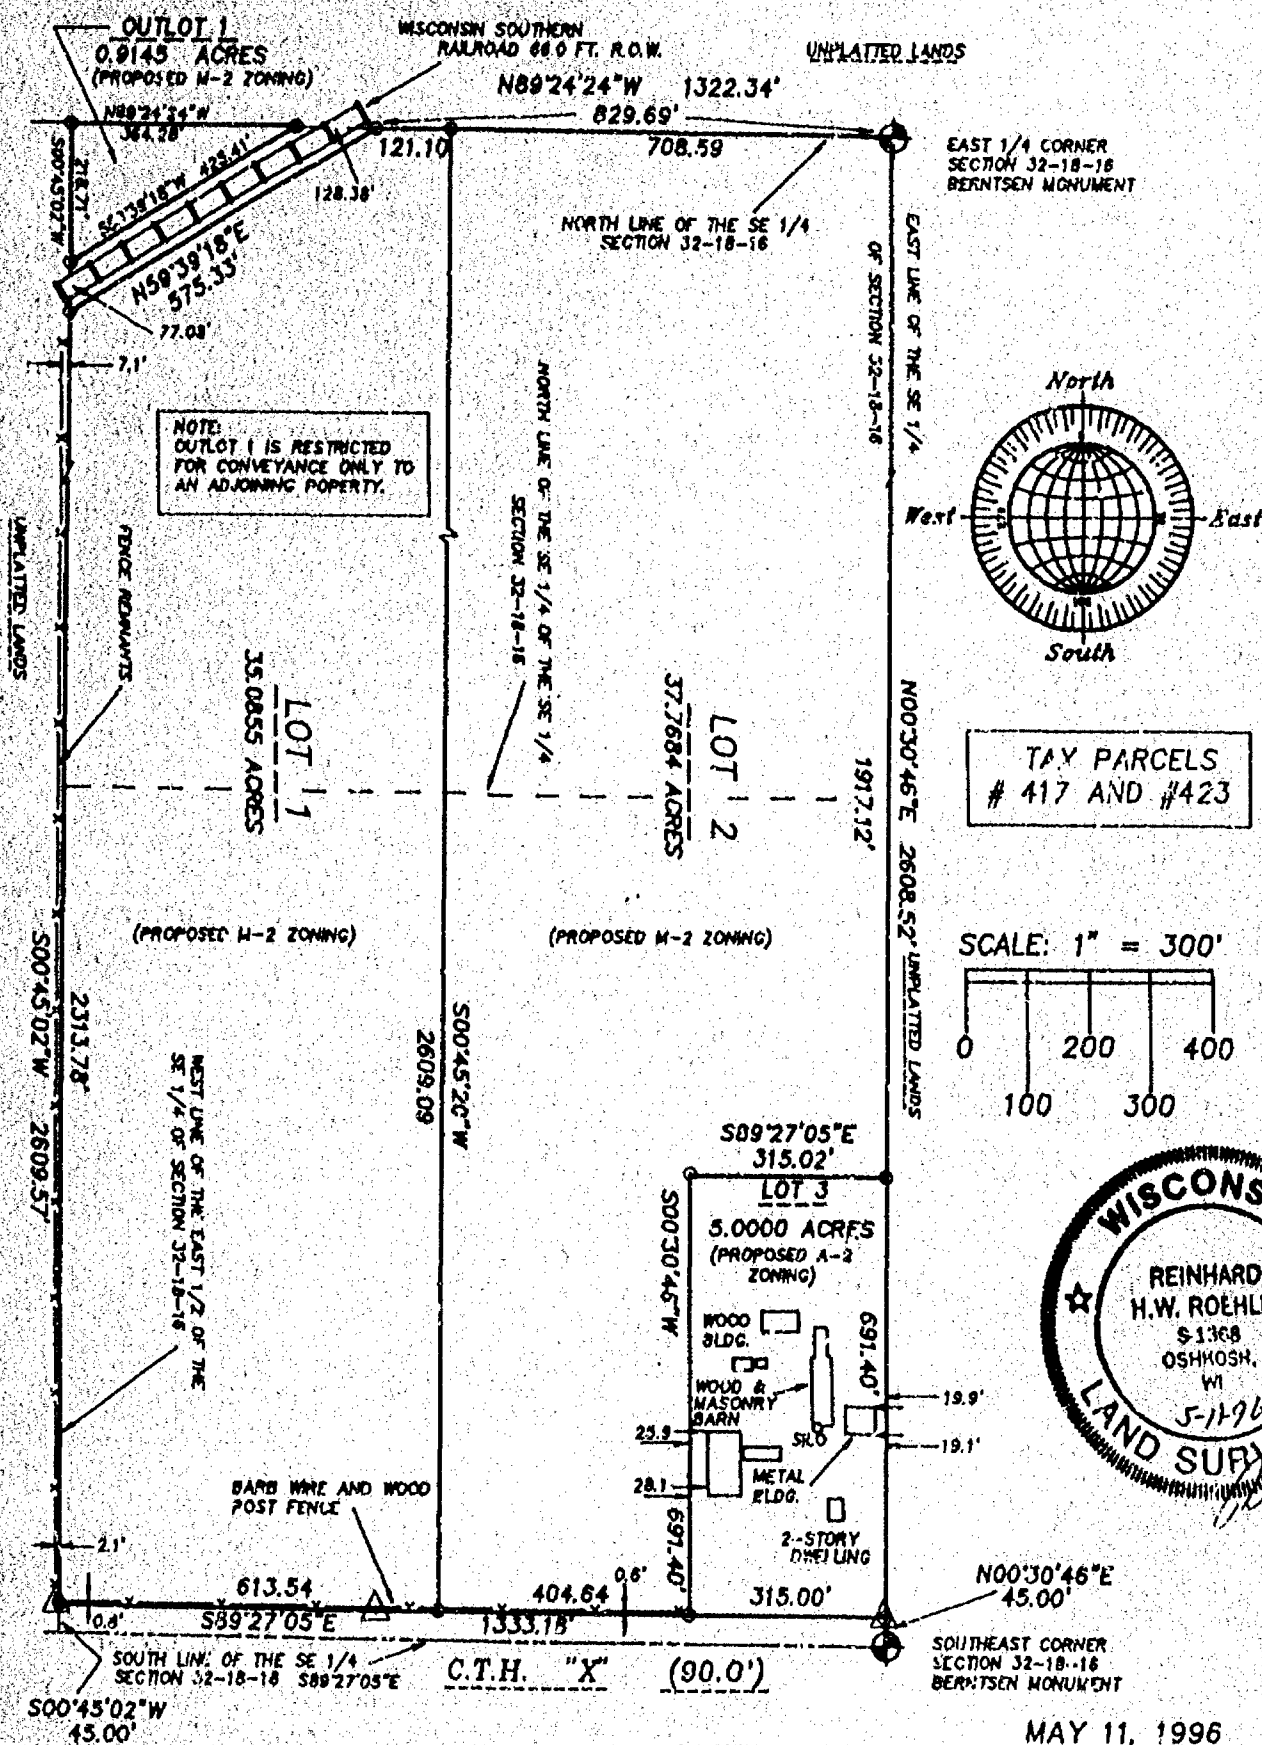 OUTLOT 1
0.9145 ACRES
(PROPOSED M-2 ZONING)
WISCONSIN SOUTHERN
RAILROAD 66.0 FT. R.O.W.
UNPLATTED LANDS
N89°24'24"W 1322.34'
829.69'
N89°24'24"W
364.28'
121.10
708.59
EAST 1/4 CORNER
SECTION 32-18-16
BERNTSEN MONUMENT
S00°45'02"W
218.71'
429.41'
128.38'
N59°39'18"E
575.33'
77.08'
7.1'
NORTH LINE OF THE SE 1/4
SECTION 32-18-16
EAST LINE OF THE SE 1/4
OF SECTION 32-18-16
NOTE:
OUTLOT 1 IS RESTRICTED
FOR CONVEYANCE ONLY TO
AN ADJOINING POPERTY.
North
West
East
South
UNPLATTED LANDS
FENCE REMNANTS
NORTH LINE OF THE SE 1/4 OF THE SE 1/4
SECTION 32-18-16
LOT 1
35.0855 ACRES
LOT 2
37.7684 ACRES
1917.12'
N00°30'46"E 2608.52'
UNPLATTED LANDS
TAX PARCELS
# 417 AND #423
(PROPOSED M-2 ZONING)
(PROPOSED M-2 ZONING)
SCALE: 1" = 300'
0 200 400
100 300
S00°45'02"W 2609.57'
2313.78'
WEST LINE OF THE EAST 1/2 OF THE
SE 1/4 OF SECTION 32-18-16
S00°45'20"W
2609.09
S89°27'05"E
315.02'
LOT 3
5.0000 ACRES
(PROPOSED A-2
ZONING)
S00°30'46"W
691.40'
691.40'
WOOD
BLDG.
WOOD &
MASONRY
BARN
SILO
METAL
BLDG.
2-STORY
DWELLING
25.9
28.1
19.9'
19.1'
WISCONS
REINHARD
H.W. ROEHL
S-1368
OSHKOSH,
WI
5-11-96
LAND SURV
BARB WIRE AND WOOD
POST FENCE
2.1'
613.54
S89°27'05"E
404.64
0.6'
1333.18'
315.00'
N00°30'46"E
45.00'
SOUTH LINE OF THE SE 1/4
SECTION 32-18-16 S89°27'05"E
C.T.H. "X" (90.0')
SOUTHEAST CORNER
SECTION 32-18-16
BERNTSEN MONUMENT
S00°45'02"W
45.00'
MAY 11, 1996